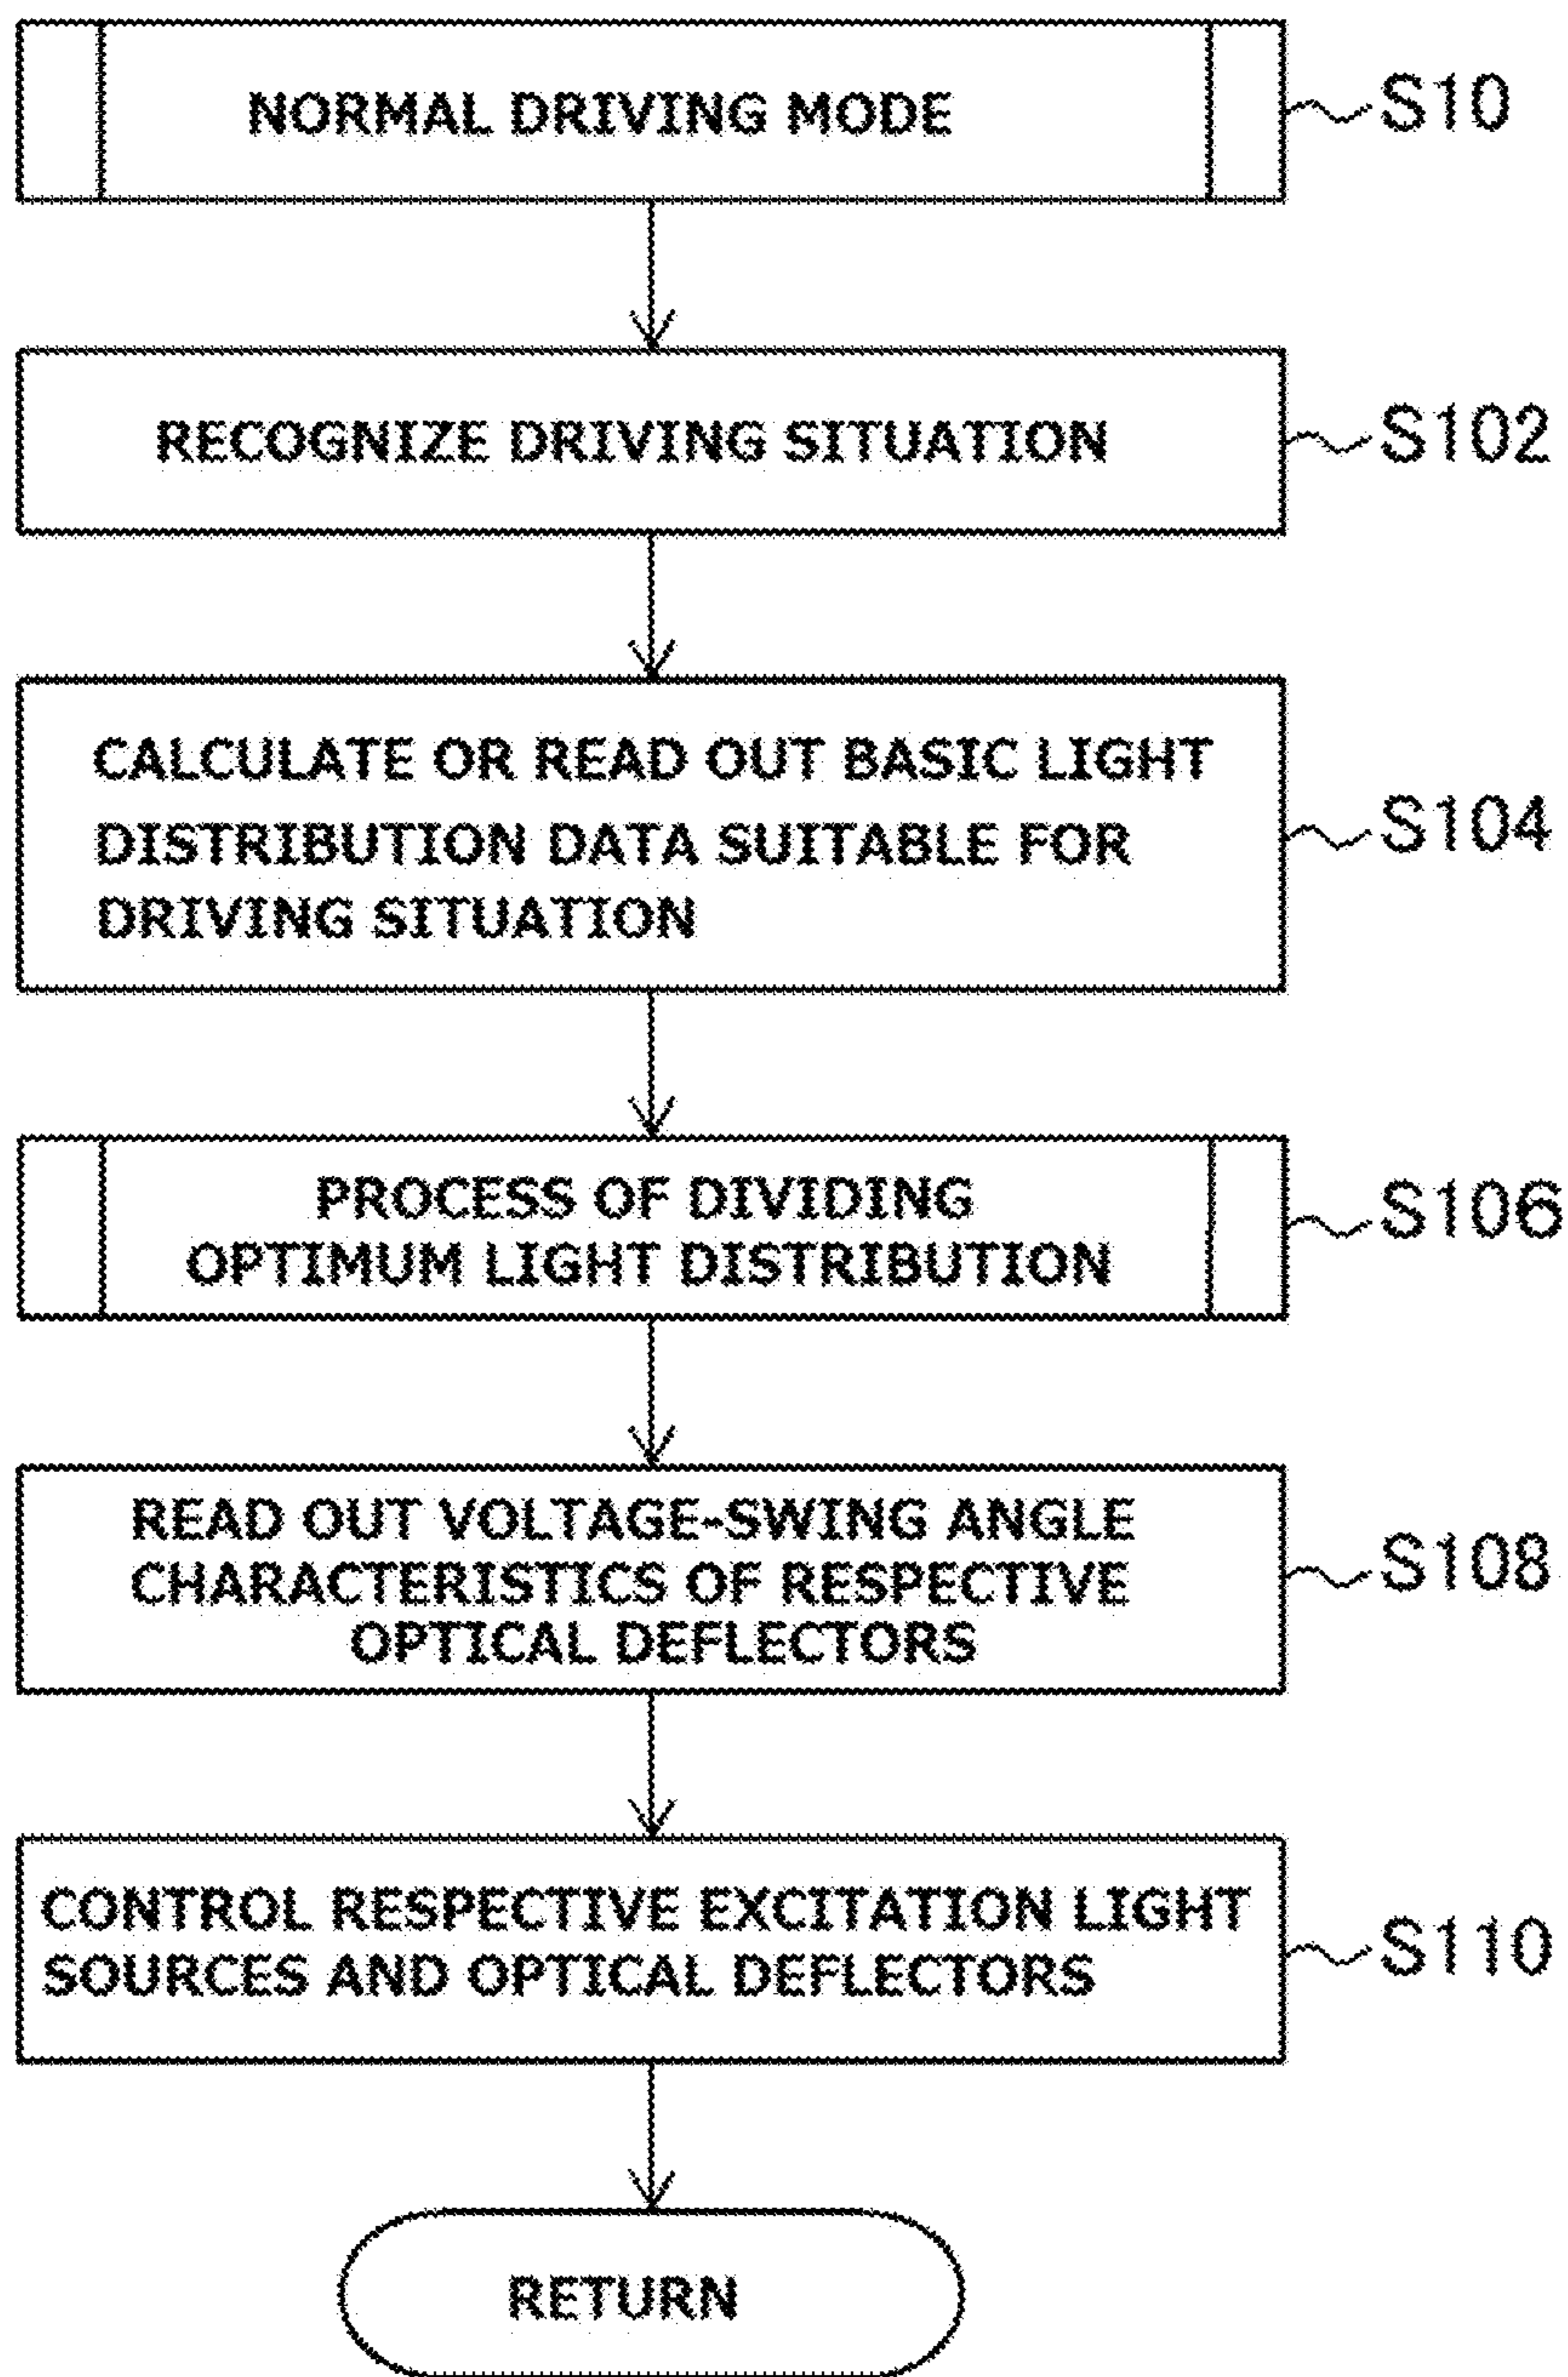 NORMAL DRIVING MODE
S10
RECOGNIZE DRIVING SITUATION
S102
CALCULATE OR READ OUT BASIC LIGHT
DISTRIBUTION DATA SUITABLE FOR
DRIVING SITUATION
S104
PROCESS OF DIVIDING
OPTIMUM LIGHT DISTRIBUTION
S106
READ OUT VOLTAGE-SWING ANGLE
CHARACTERISTICS OF RESPECTIVE
OPTICAL DEFLECTORS
S108
CONTROL RESPECTIVE EXCITATION LIGHT
SOURCES AND OPTICAL DEFLECTORS
S110
RETURN